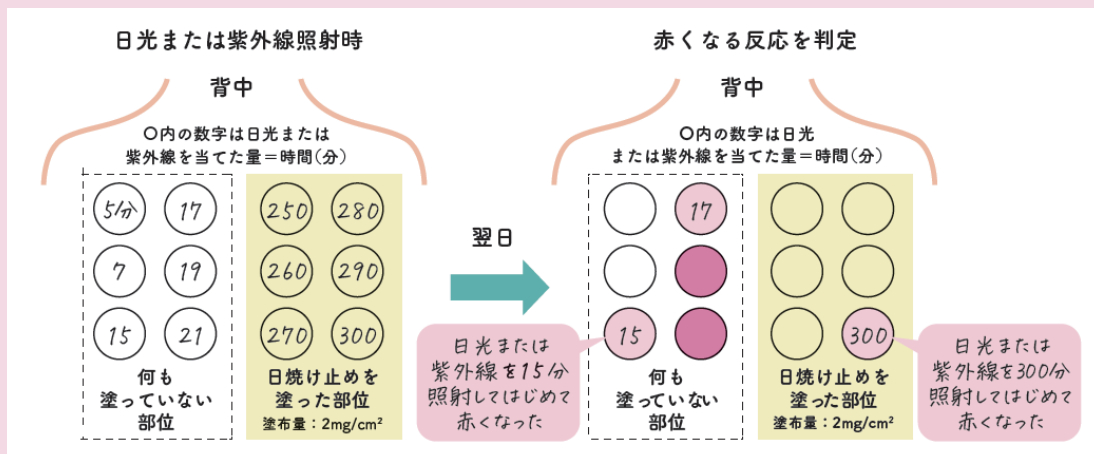 日光または紫外線照射時
背中
○内の数字は日光または
紫外線を当てた量=時間(分)
5分 17
7 19
15 21
何も
塗っていない
部位
250 280
260 290
270 300
日焼け止めを
塗った部位
塗布量:2mg/cm²
翌日
赤くなる反応を判定
背中
○内の数字は日光
または紫外線を当てた量=時間(分)
17
15
何も
塗っていない
部位
日光または
紫外線を15分
照射してはじめて
赤くなった
300
日焼け止めを
塗った部位
塗布量:2mg/cm²
日光または
紫外線を300分
照射してはじめて
赤くなった